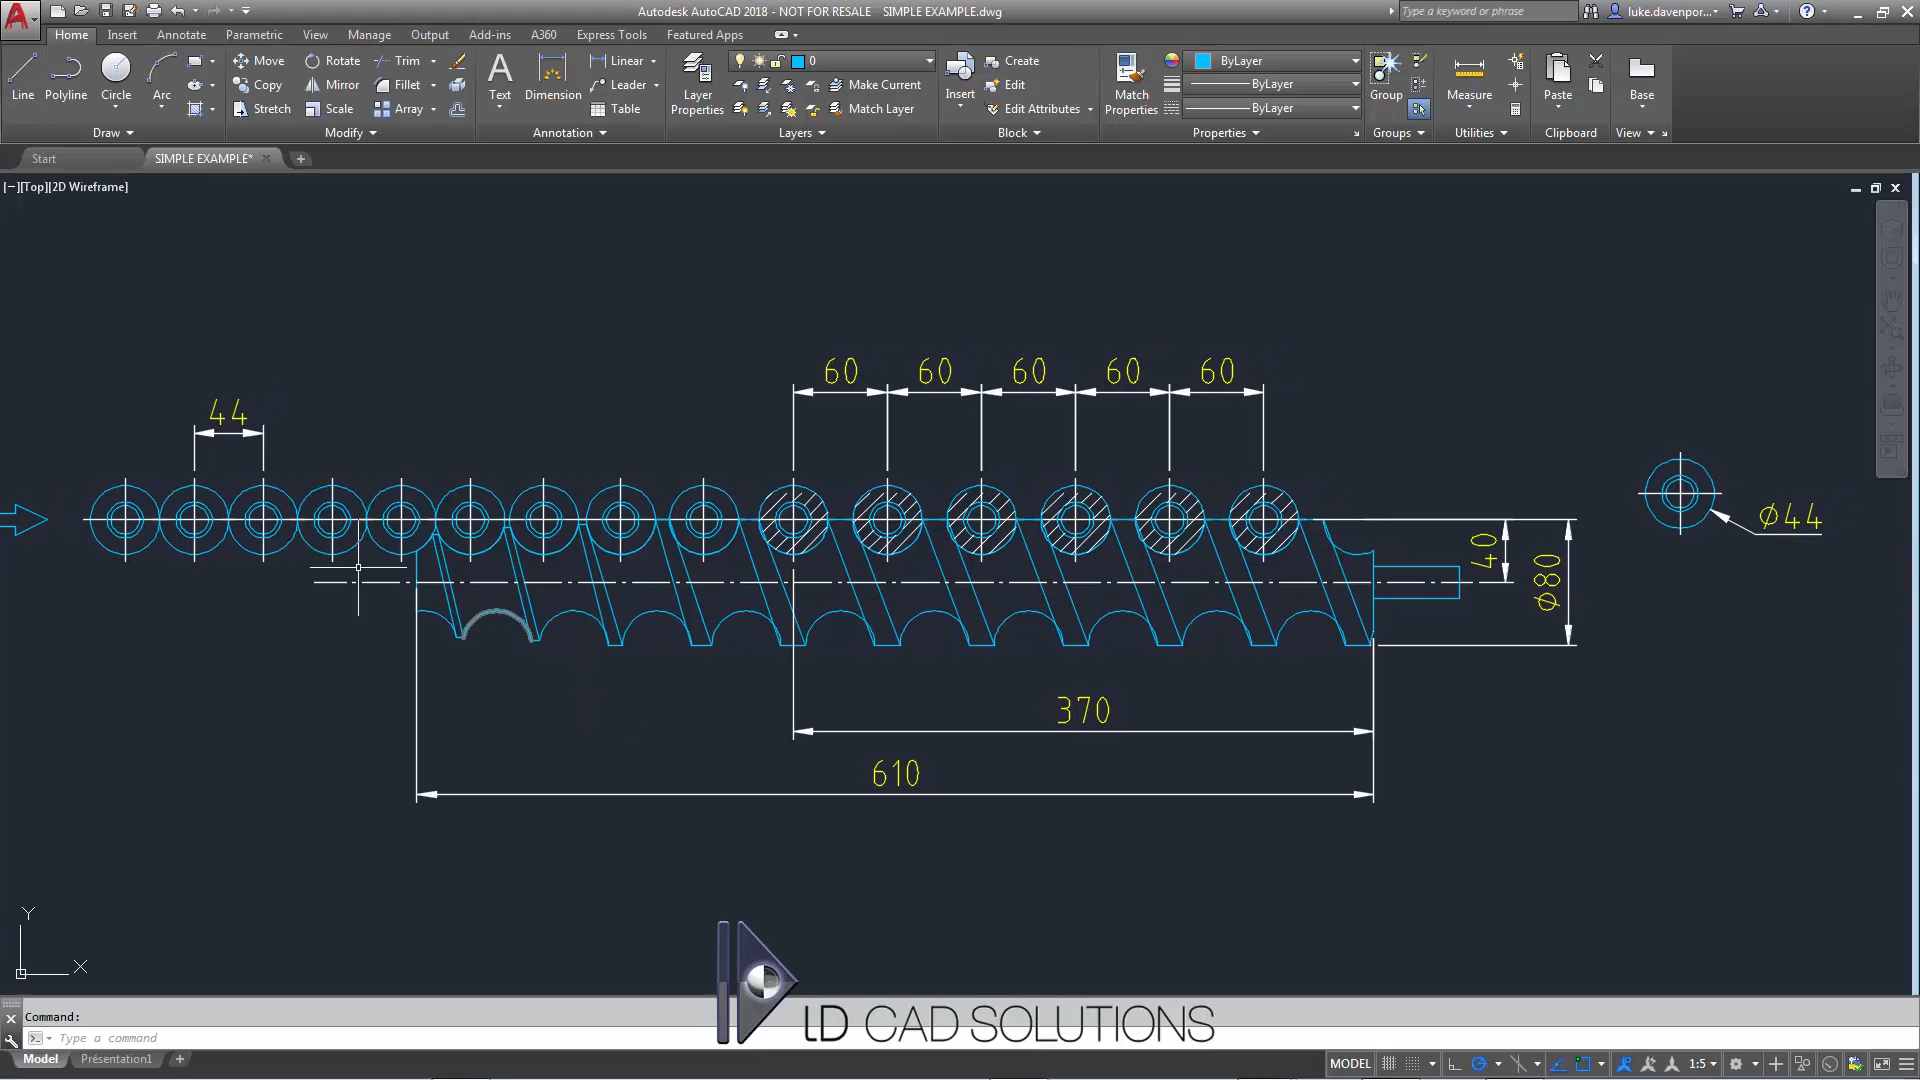 Autodesk AutoCAD 2018 - NOT FOR RESALE SIMPLE EXAMPLE.dwg
Type a keyword or phrase
luke.davenpor...
Home Insert Annotate Parametric View Manage Output Add-ins A360 Express Tools Featured Apps
Line Polyline Circle Arc
Move Rotate Trim
Copy Mirror Fillet
Stretch Scale Array
Text Dimension
Linear
Leader
Table
Layer Properties
0
Make Current
Match Layer
Insert
Create
Edit
Edit Attributes
Match Properties
ByLayer
ByLayer
ByLayer
Group
Measure
Paste
Base
Draw Modify Annotation Layers Block Properties Groups Utilities Clipboard View
Start SIMPLE EXAMPLE*
[−][Top][2D Wireframe]
60 60 60 60 60
44
Ø44
40
Ø80
370
610
Y
X
LD CAD SOLUTIONS
Command:
Type a command
Model Présentation1
MODEL 1:5